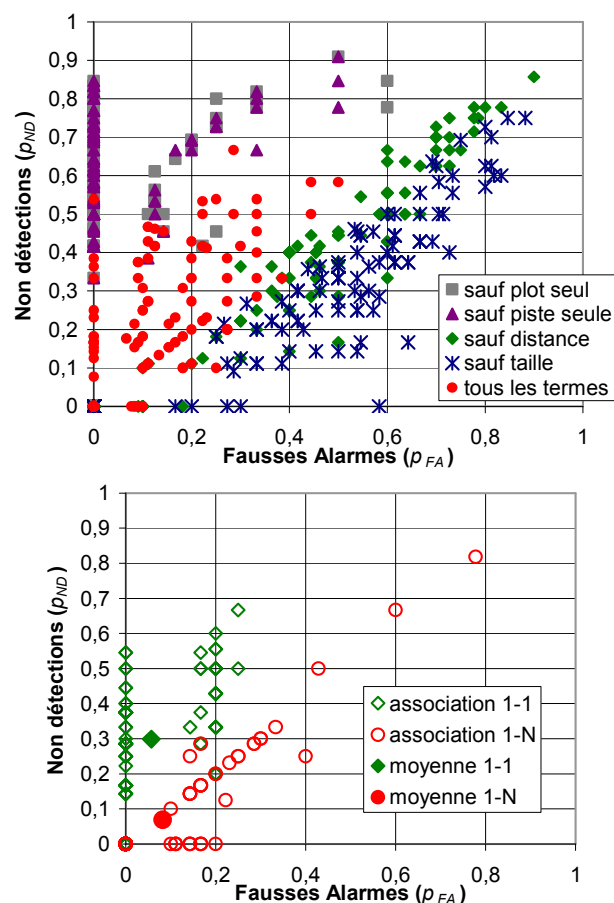 Non détections (pND)
1
0,9
0,8
0,7
0,6
0,5
0,4
0,3
0,2
0,1
0
sauf plot seul
sauf piste seule
sauf distance
sauf taille
tous les termes
0
0,2
0,4
0,6
0,8
1
Fausses Alarmes (p FA)
Non détections (pND)
1
0,9
0,8
0,7
0,6
0,5
0,4
0,3
0,2
0,1
0
association 1-1
association 1-N
moyenne 1-1
moyenne 1-N
0
0,2
0,4
0,6
0,8
1
Fausses Alarmes (p FA)